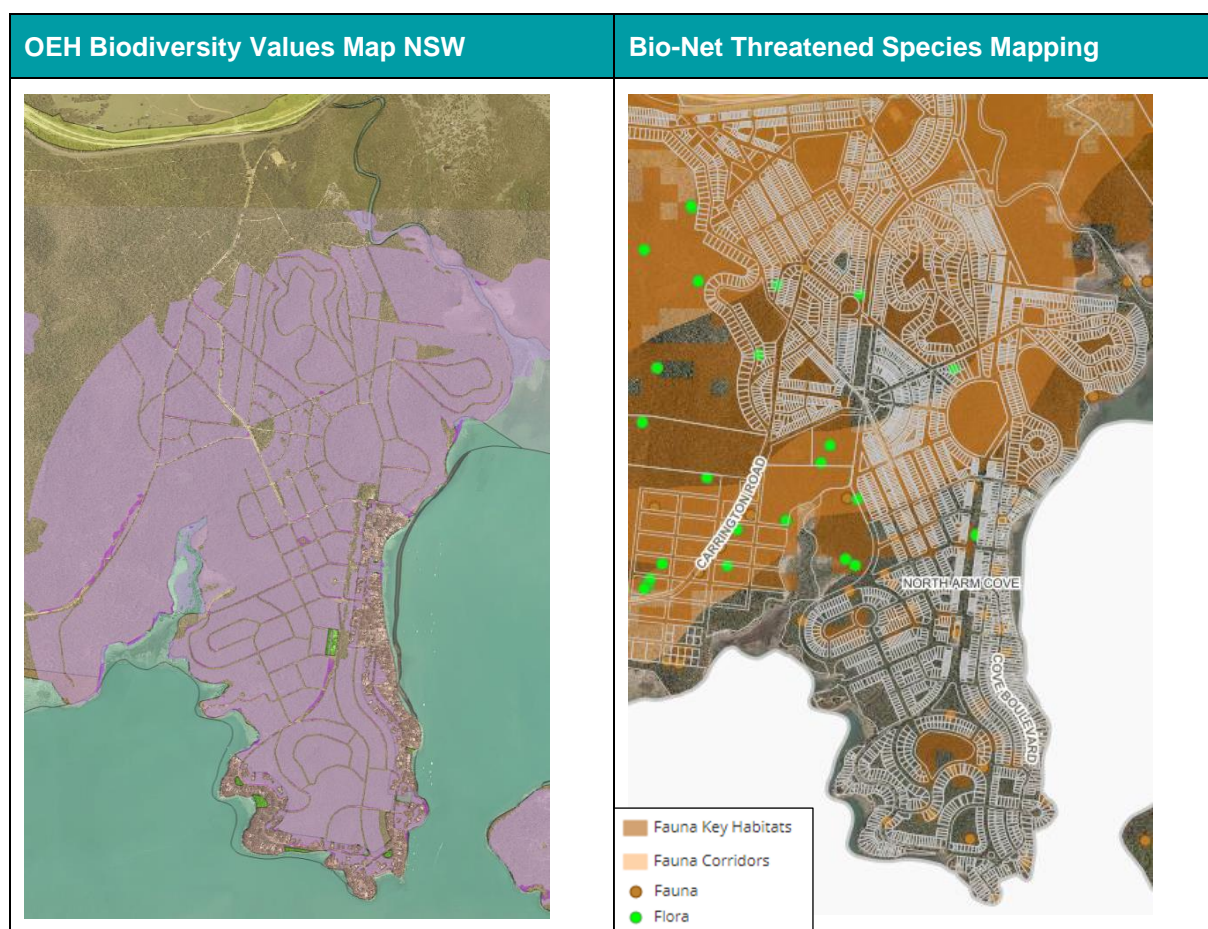 OEH Biodiversity Values Map NSW
Bio-Net Threatened Species Mapping
CARRINGTON ROAD
NORTH ARM COVE
COVE BOULEVARD
Fauna Key Habitats
Fauna Corridors
Fauna
Flora